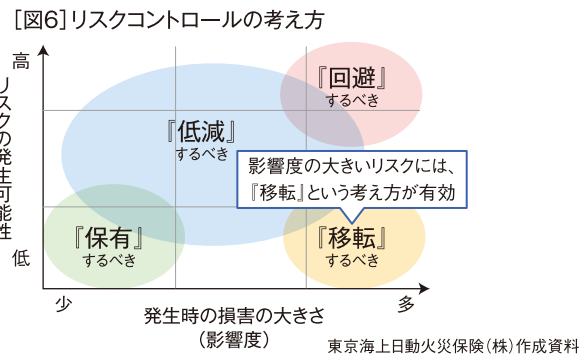 ［図6］リスクコントロールの考え方
高
リスクの発生可能性
低
『回避』
するべき
『低減』
するべき
影響度の大きいリスクには、
『移転』という考え方が有効
『保有』
するべき
『移転』
するべき
少
発生時の損害の大きさ
（影響度）
多
東京海上日動火災保険（株）作成資料